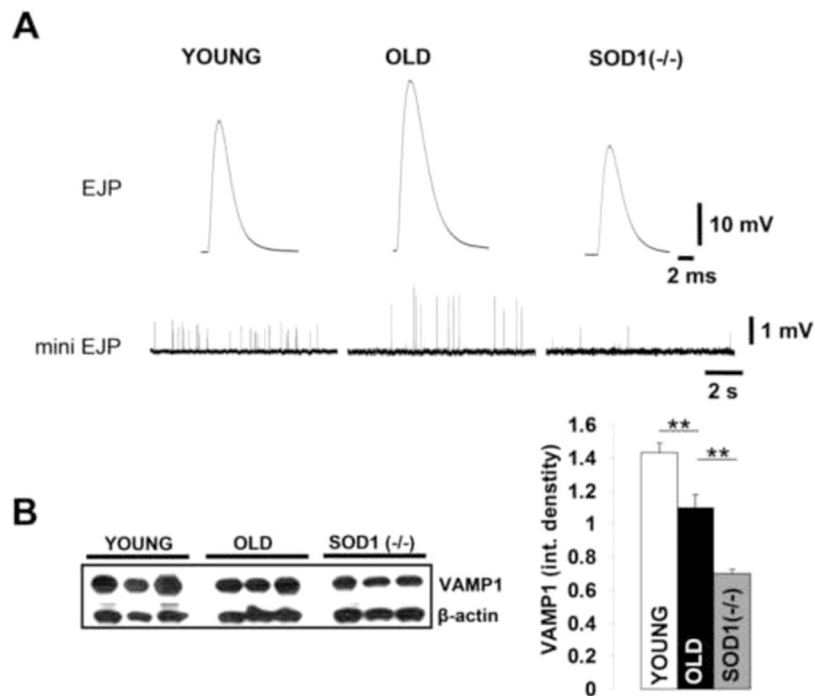 A
YOUNG
OLD
SOD1(-/-)
EJP
10 mV
2 ms
mini EJP
1 mV
2 s
B
YOUNG
OLD
SOD1 (-/-)
VAMP1
β-actin
VAMP1 (int. denstity)
1.6
1.4
1.2
1
0.8
0.6
0.4
0.2
0
**
**
YOUNG
OLD
SOD1(-/-)